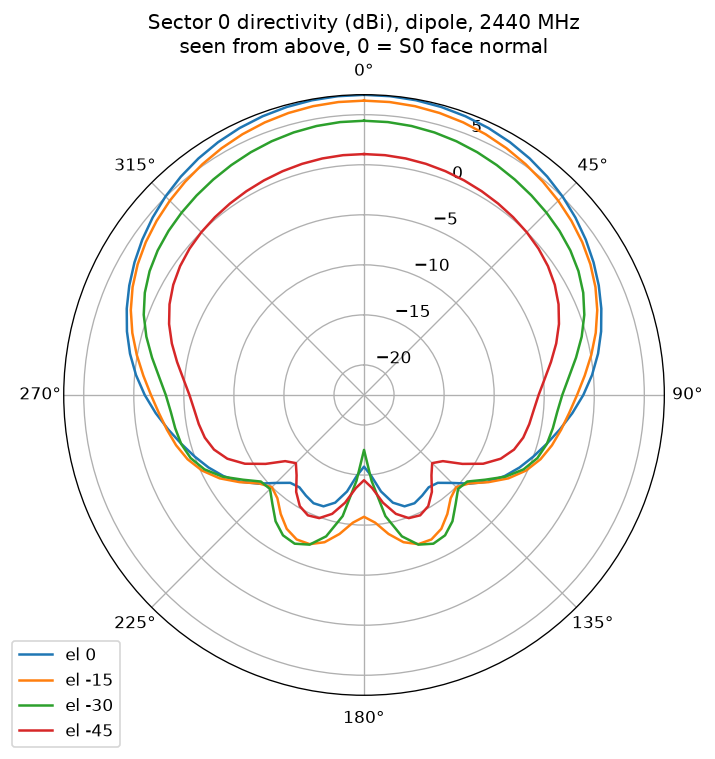 Sector 0 directivity (dBi), dipole, 2440 MHz
seen from above, 0 = S0 face normal
0°
315°
45°
5
0
−5
−10
−15
−20
270°
90°
225°
135°
180°
el 0
el -15
el -30
el -45